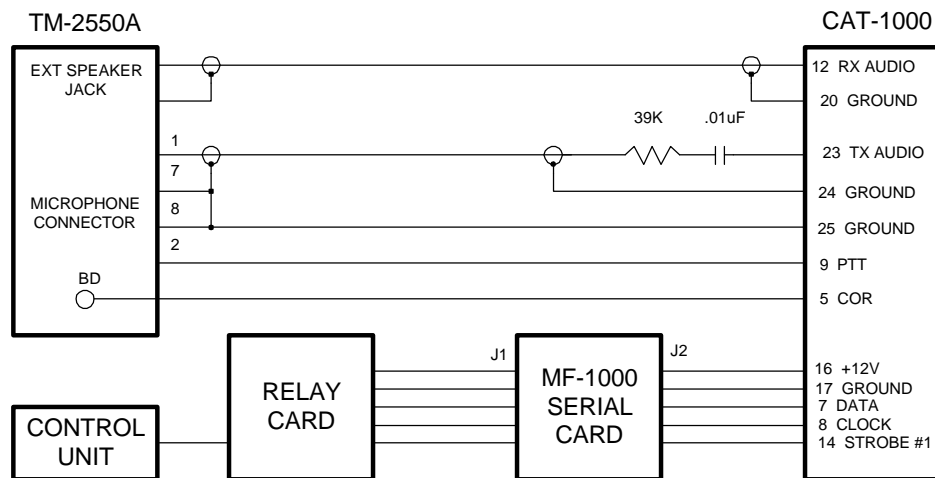 TM-2550A
CAT-1000
EXT SPEAKER
JACK
12 RX AUDIO
20 GROUND
39K
.01uF
1
23 TX AUDIO
7
24 GROUND
MICROPHONE
CONNECTOR
8
25 GROUND
2
9 PTT
BD
5 COR
J1
J2
RELAY
CARD
MF-1000
SERIAL
CARD
16 +12V
17 GROUND
7 DATA
8 CLOCK
14 STROBE #1
CONTROL
UNIT